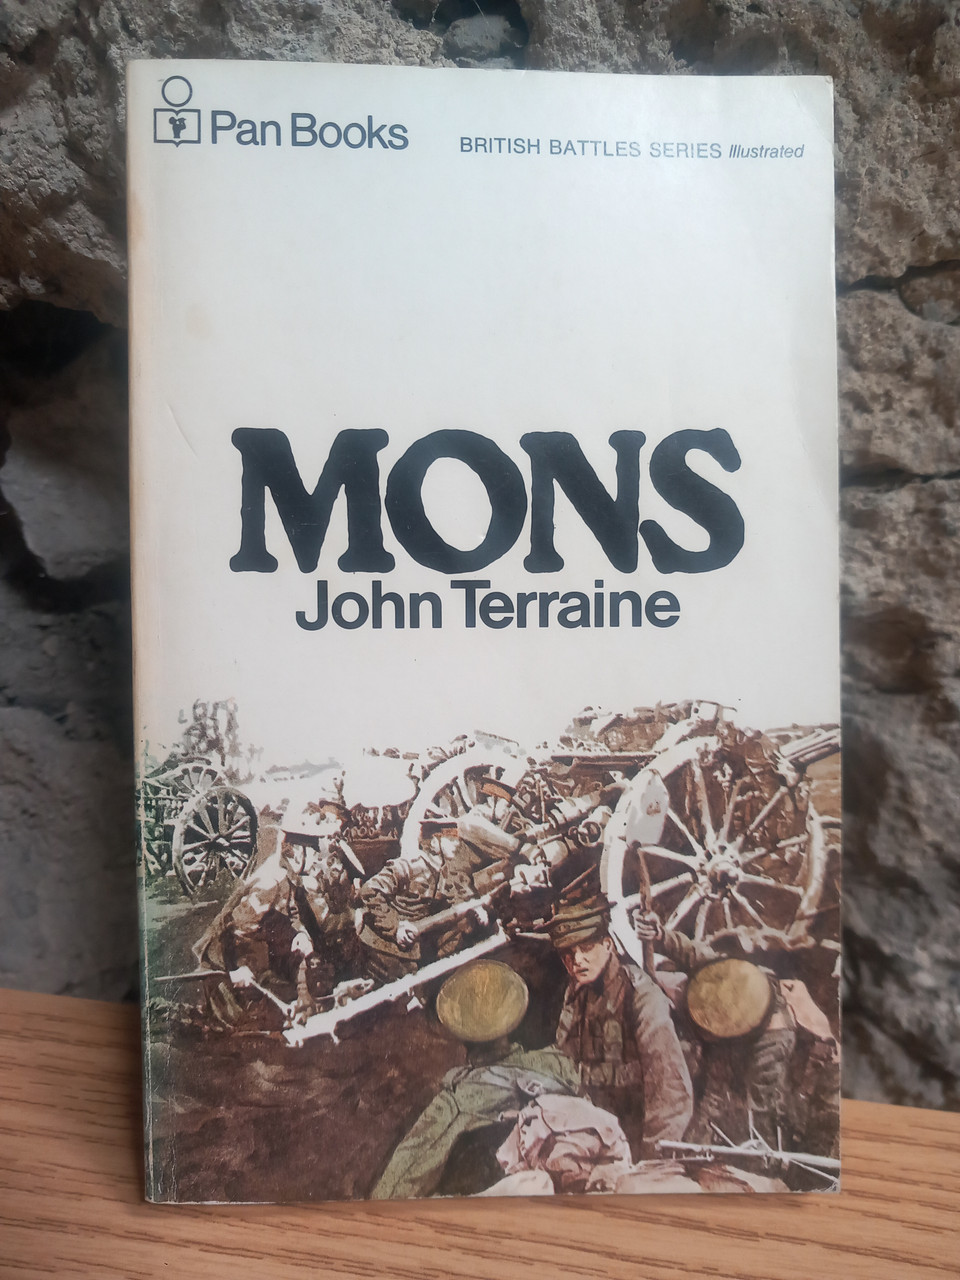 Pan Books
BRITISH BATTLES SERIES Illustrated
MONS
John Terraine